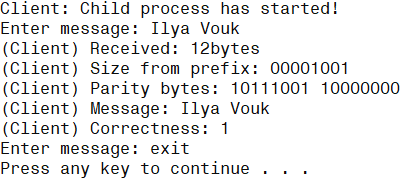 Client: Child process has started!
Enter message: Ilya Vouk
(Client) Received: 12bytes
(Client) Size from prefix: 00001001
(Client) Parity bytes: 10111001 10000000
(Client) Message: Ilya Vouk
(Client) Correctness: 1
Enter message: exit
Press any key to continue . . .